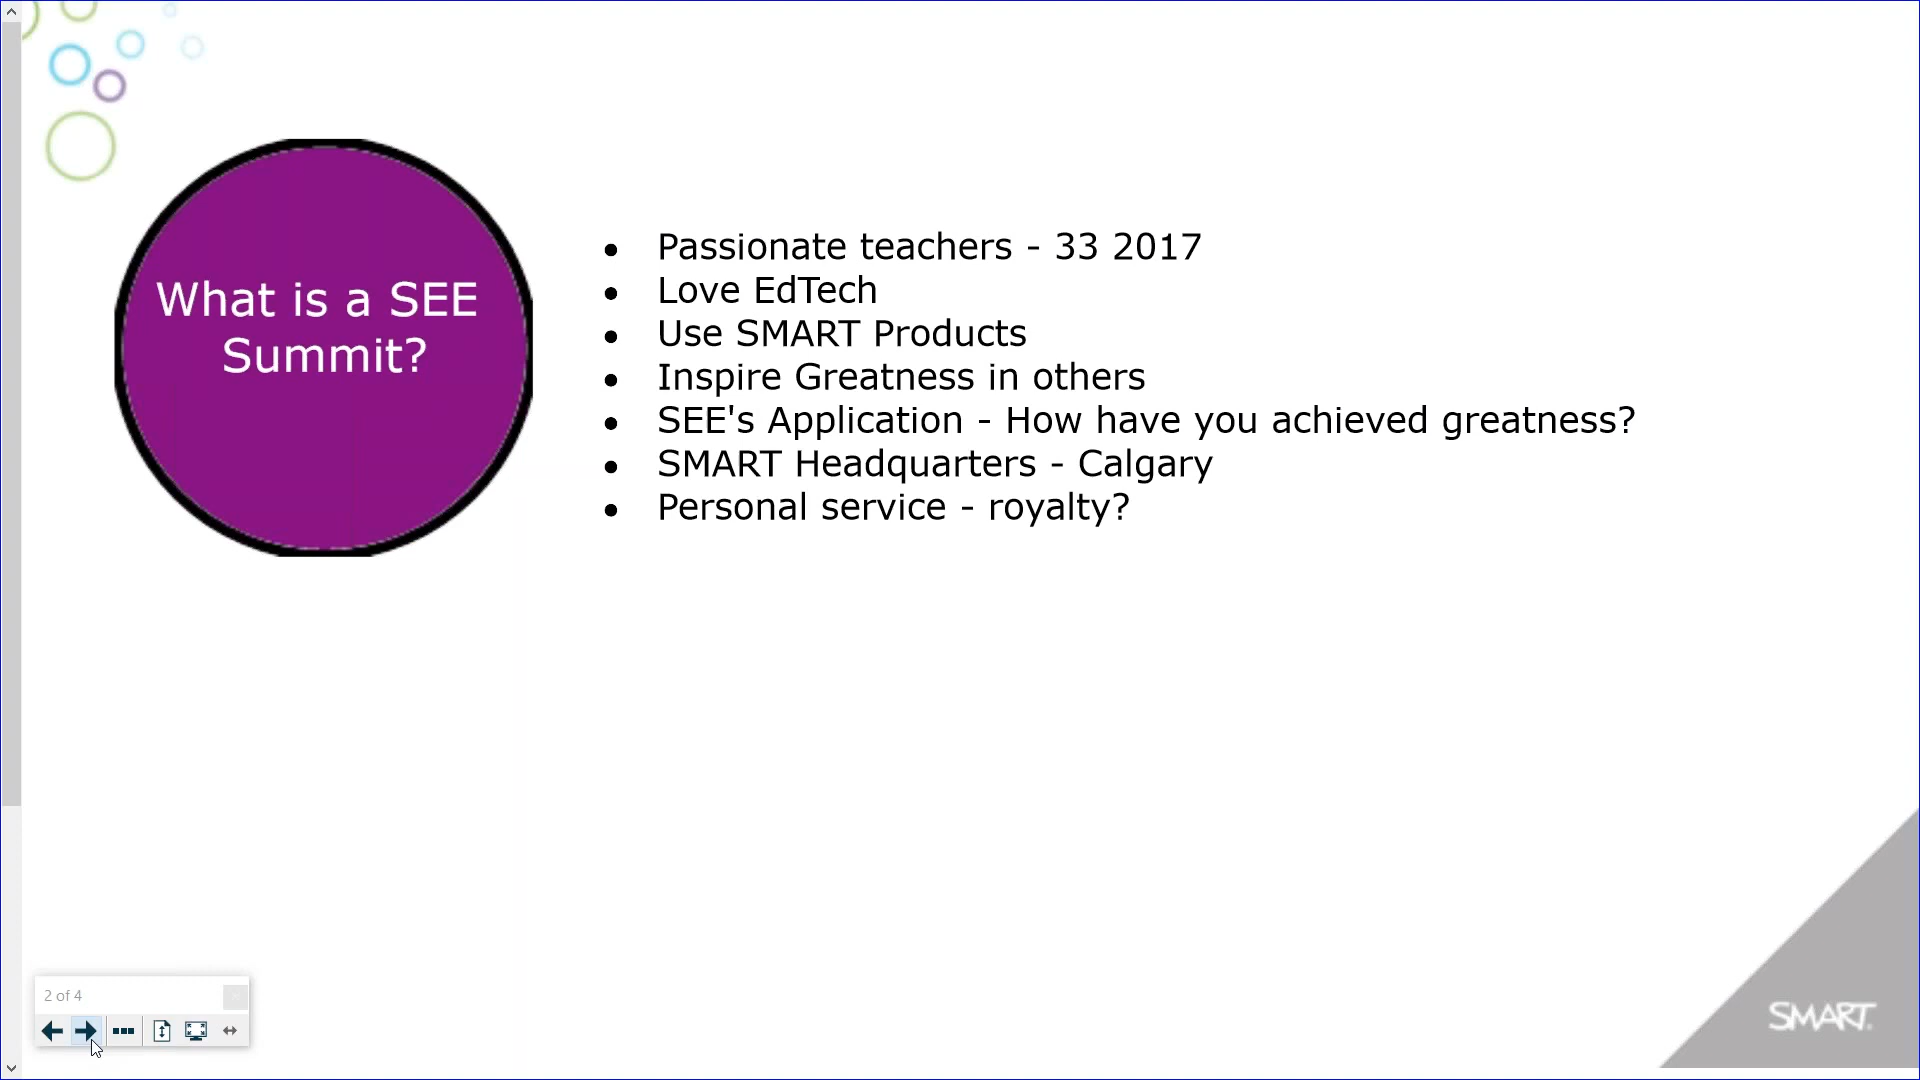 What is a SEE
Summit?
Passionate teachers - 33 2017
Love EdTech
Use SMART Products
Inspire Greatness in others
SEE's Application - How have you achieved greatness?
SMART Headquarters - Calgary
Personal service - royalty?
2 of 4
SMART